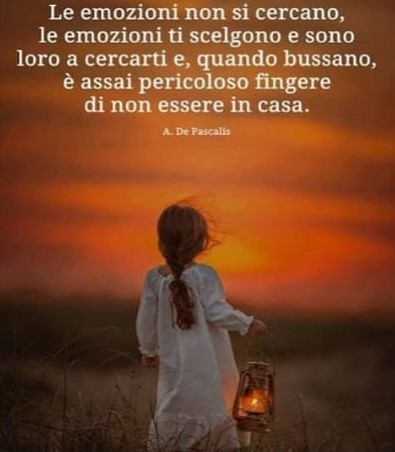 Le emozioni non si cercano,
le emozioni ti scelgono e sono
loro a cercarti e, quando bussano,
è assai pericoloso fingere
di non essere in casa.
A. De Pascalis